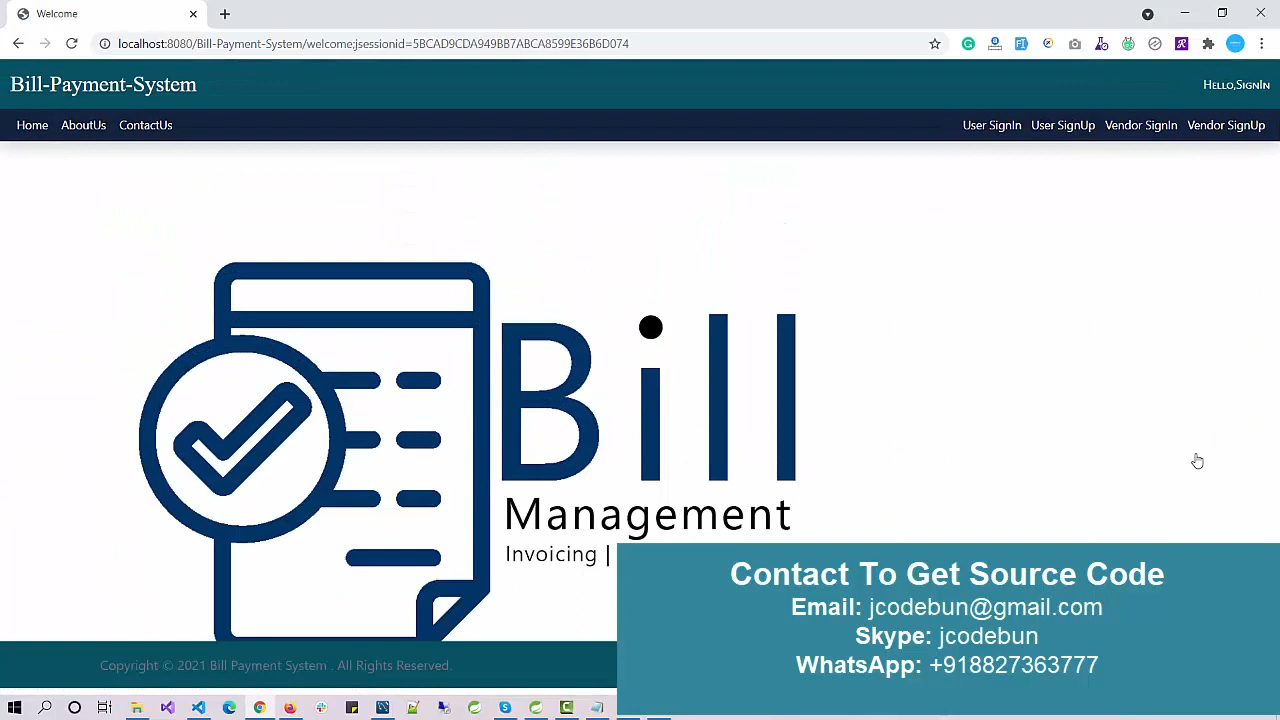 Welcome
localhost:8080/Bill-Payment-System/welcome;jsessionid=5BCAD9CDA949BB7ABCA8599E36B6D074
Bill-Payment-System
Hello,SignIn
Home AboutUs ContactUs
User SignIn User SignUp Vendor SignIn Vendor SignUp
Bill
Management
Invoicing |
Contact To Get Source Code
Email: jcodebun@gmail.com
Skype: jcodebun
WhatsApp: +918827363777
Copyright © 2021 Bill Payment System . All Rights Reserved.